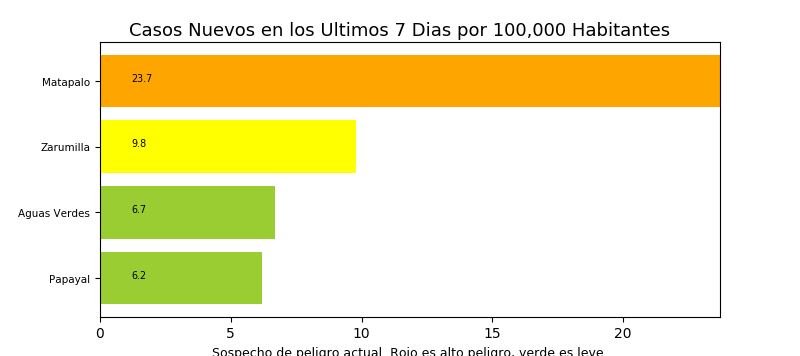 Casos Nuevos en los Ultimos 7 Dias por 100,000 Habitantes
Matapalo
23.7
Zarumilla
9.8
Aguas Verdes
6.7
Papayal
6.2
0 5 10 15 20
Sospecho de peligro actual. Rojo es alto peligro, verde es leve